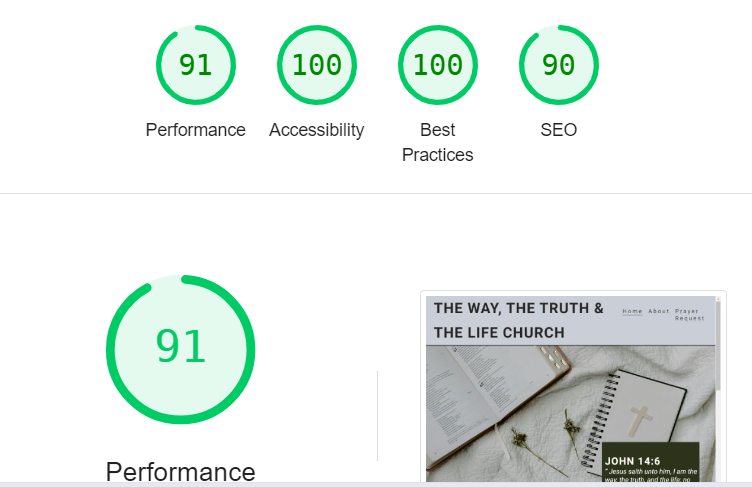 91 100 100 90
Performance Accessibility Best Practices SEO
91
Performance
THE WAY, THE TRUTH &
THE LIFE CHURCH
Home About Prayer Request
JOHN 14:6
" Jesus saith unto him, I am the
way, the truth, and the life: no